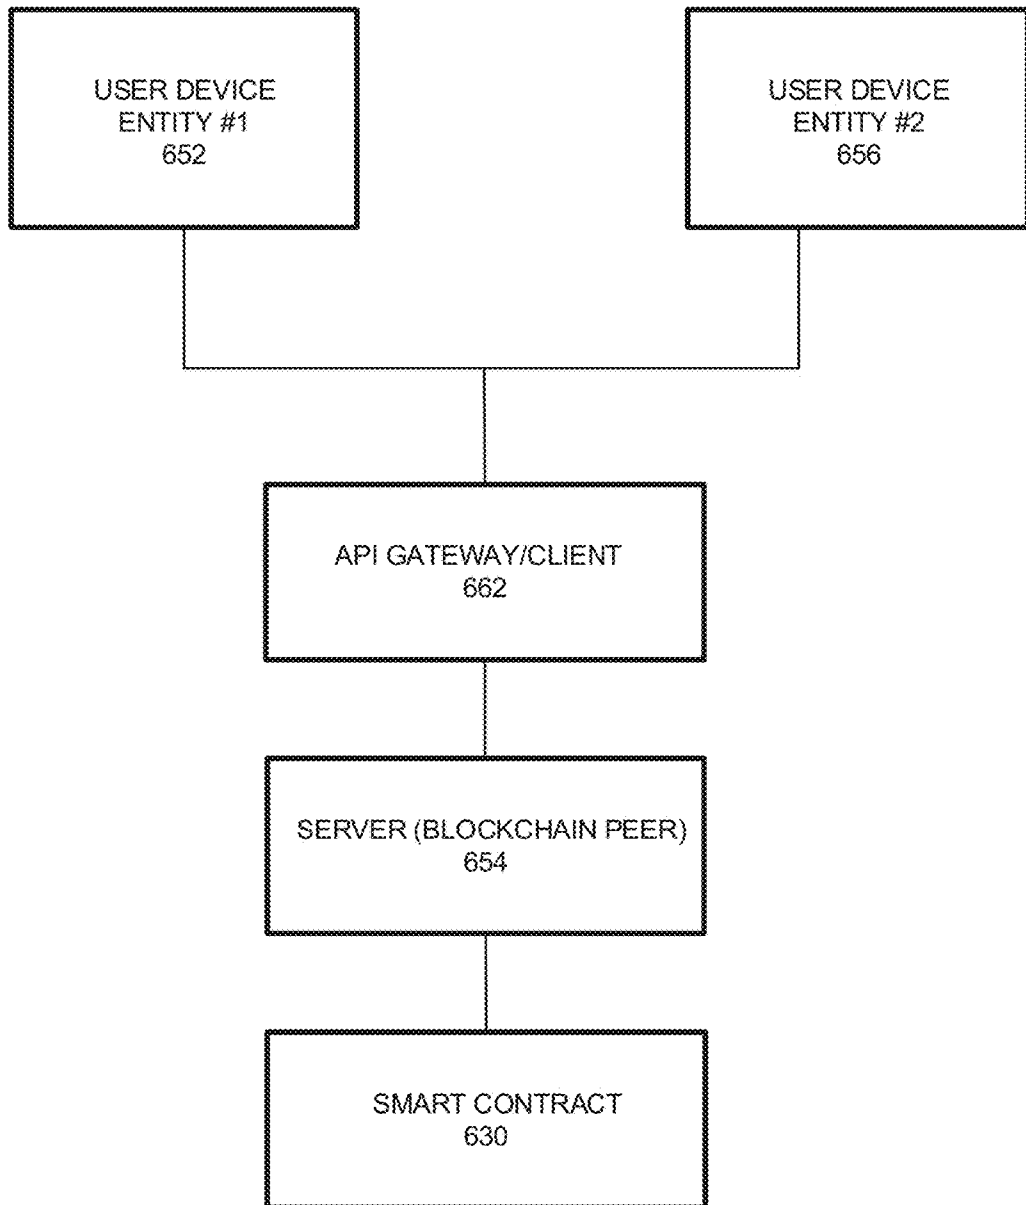 USER DEVICE
ENTITY #1
652
USER DEVICE
ENTITY #2
656
API GATEWAY/CLIENT
662
SERVER (BLOCKCHAIN PEER)
654
SMART CONTRACT
630